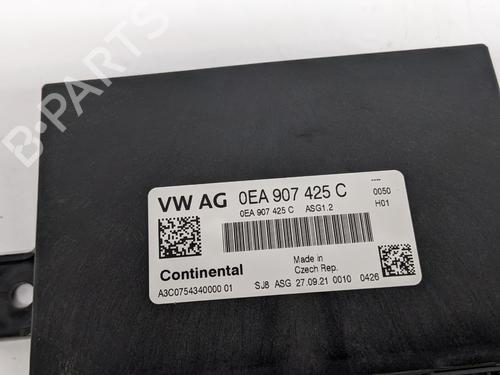 B-PARTS
VW AG 0EA 907 425 C ----
0EA 907 425 C ASG1.2 0050
H01
Continental Made in
Czech Rep.
A3C0754340000 01 SJ8 ASG 27.09.21 0010 0426